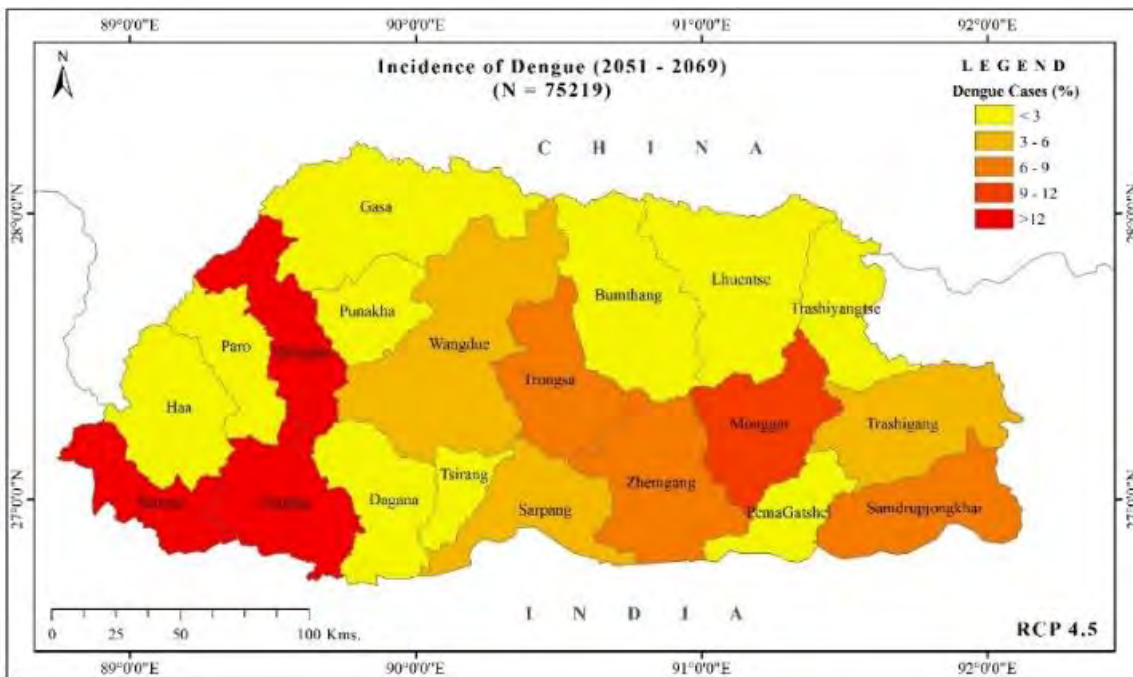 89°0'0"E 90°0'0"E 91°0'0"E 92°0'0"E
N
Incidence of Dengue (2051 - 2069)
(N = 75219)
LEGEND
Dengue Cases (%)
< 3
3 - 6
6 - 9
9 - 12
>12
CHINA
28°0'0"N
28°0'0"N
Gasa
Punakha
Paro
Haa
Wangdue
Trongsa
Bumthang
Lhuentse
Trashiyangtse
Monggar
Trashigang
Zhemgang
Dagana
Tsirang
Sarpang
PemaGatshel
Samdrupjongkhar
27°0'0"N
27°0'0"N
INDIA
0 25 50 100 Kms.
RCP 4.5
89°0'0"E 90°0'0"E 91°0'0"E 92°0'0"E